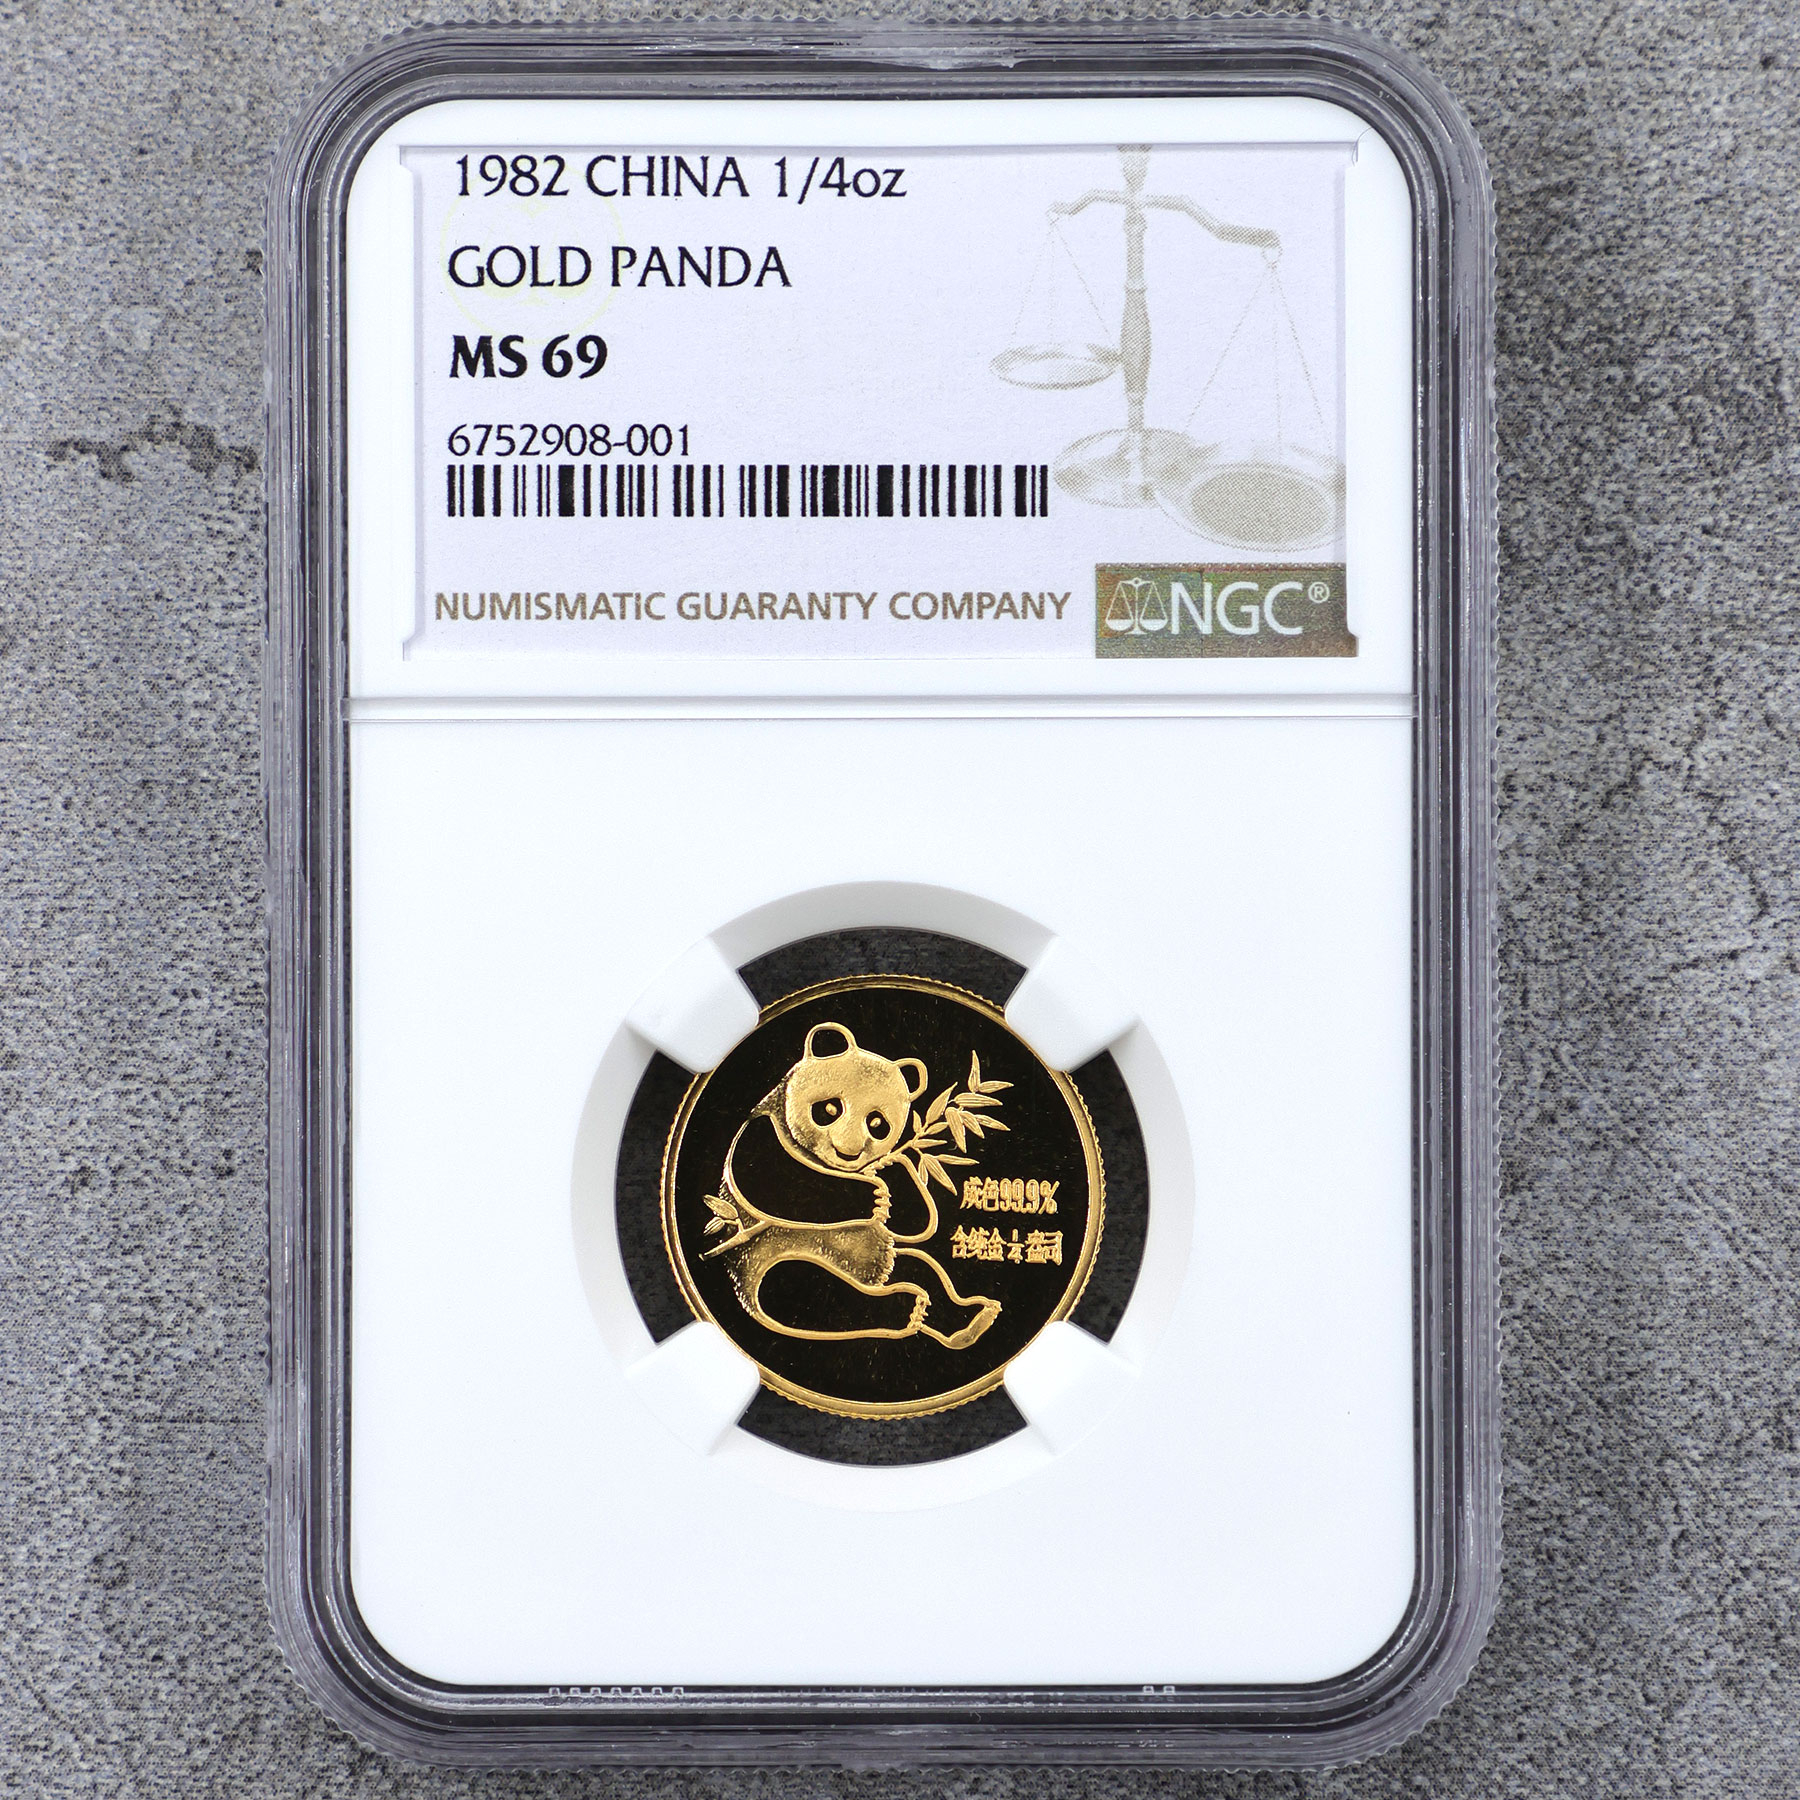 1982 CHINA 1/4oz
GOLD PANDA
MS 69
6752908-001
NUMISMATIC GUARANTY COMPANY NGC®
成色99.9%
含纯金1/4盎司